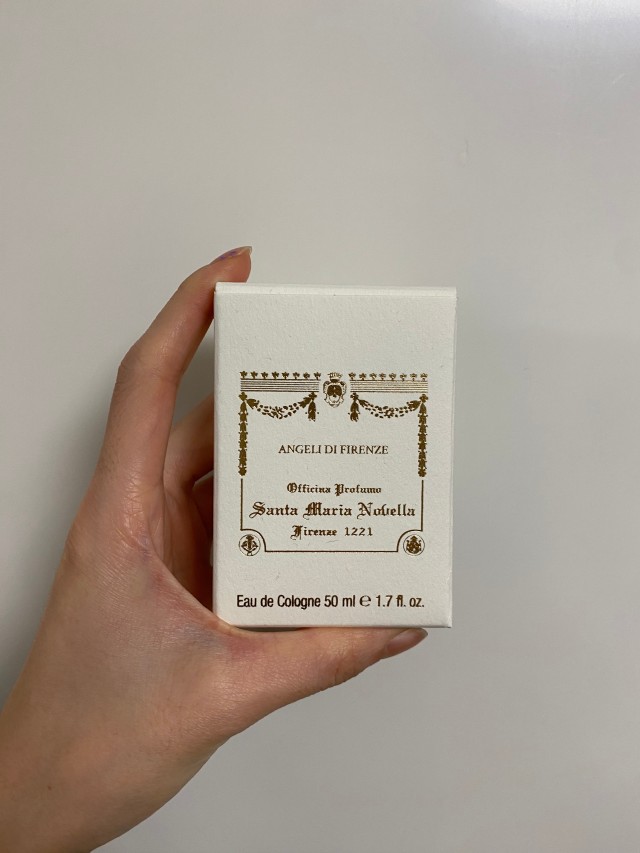 ANGELI DI FIRENZE
Officina Profumo
Santa Maria Novella
Firenze 1221
Eau de Cologne 50 ml ℮ 1.7 fl. oz.